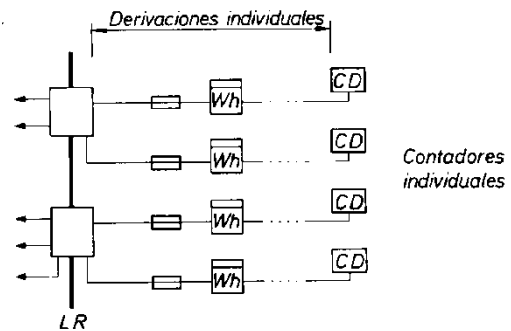 Derivaciones individuales
Wh
CD
Wh
CD
Contadores
individuales
Wh
CD
Wh
CD
LR